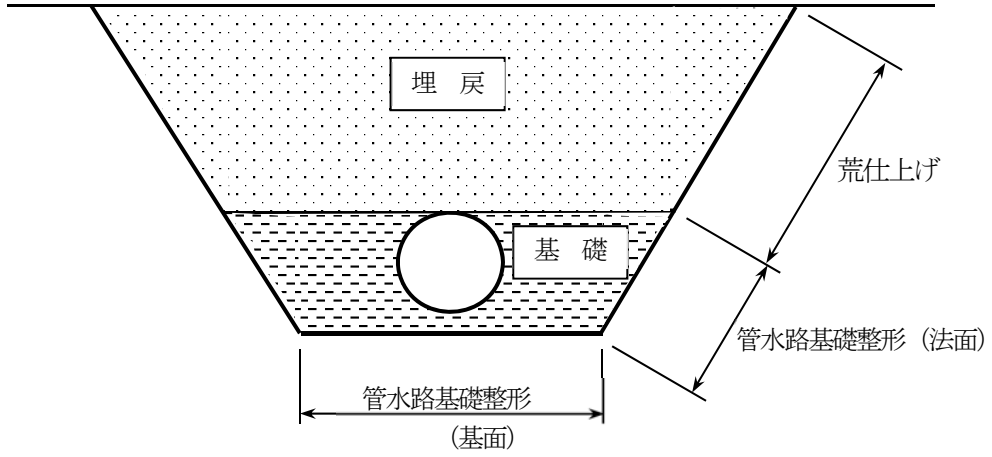 埋　戻
荒仕上げ
基　礎
管水路基礎整形（法面）
管水路基礎整形
（基面）